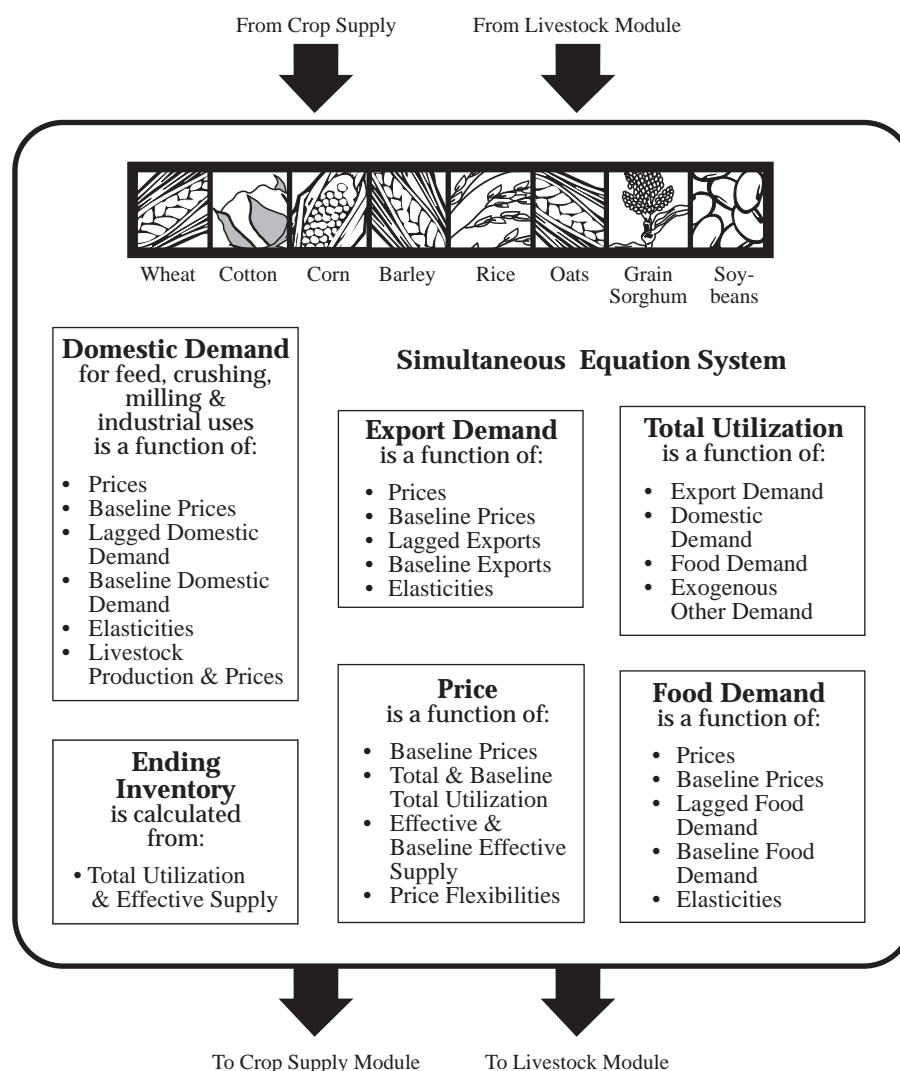 From Crop Supply
From Livestock Module
Wheat
Cotton
Corn
Barley
Rice
Oats
Grain
Sorghum
Soy-
beans
Domestic Demand
for feed, crushing,
milling &
industrial uses
is a function of:
• Prices
• Baseline Prices
• Lagged Domestic
Demand
• Baseline Domestic
Demand
• Elasticities
• Livestock
Production & Prices
Simultaneous Equation System
Export Demand
is a function of:
• Prices
• Baseline Prices
• Lagged Exports
• Baseline Exports
• Elasticities
Total Utilization
is a function of:
• Export Demand
• Domestic
Demand
• Food Demand
• Exogenous
Other Demand
Ending
Inventory
is calculated
from:
• Total Utilization
& Effective Supply
Price
is a function of:
• Baseline Prices
• Total & Baseline
Total Utilization
• Effective &
Baseline Effective
Supply
• Price Flexibilities
Food Demand
is a function of:
• Prices
• Baseline Prices
• Lagged Food
Demand
• Baseline Food
Demand
• Elasticities
To Crop Supply Module
To Livestock Module